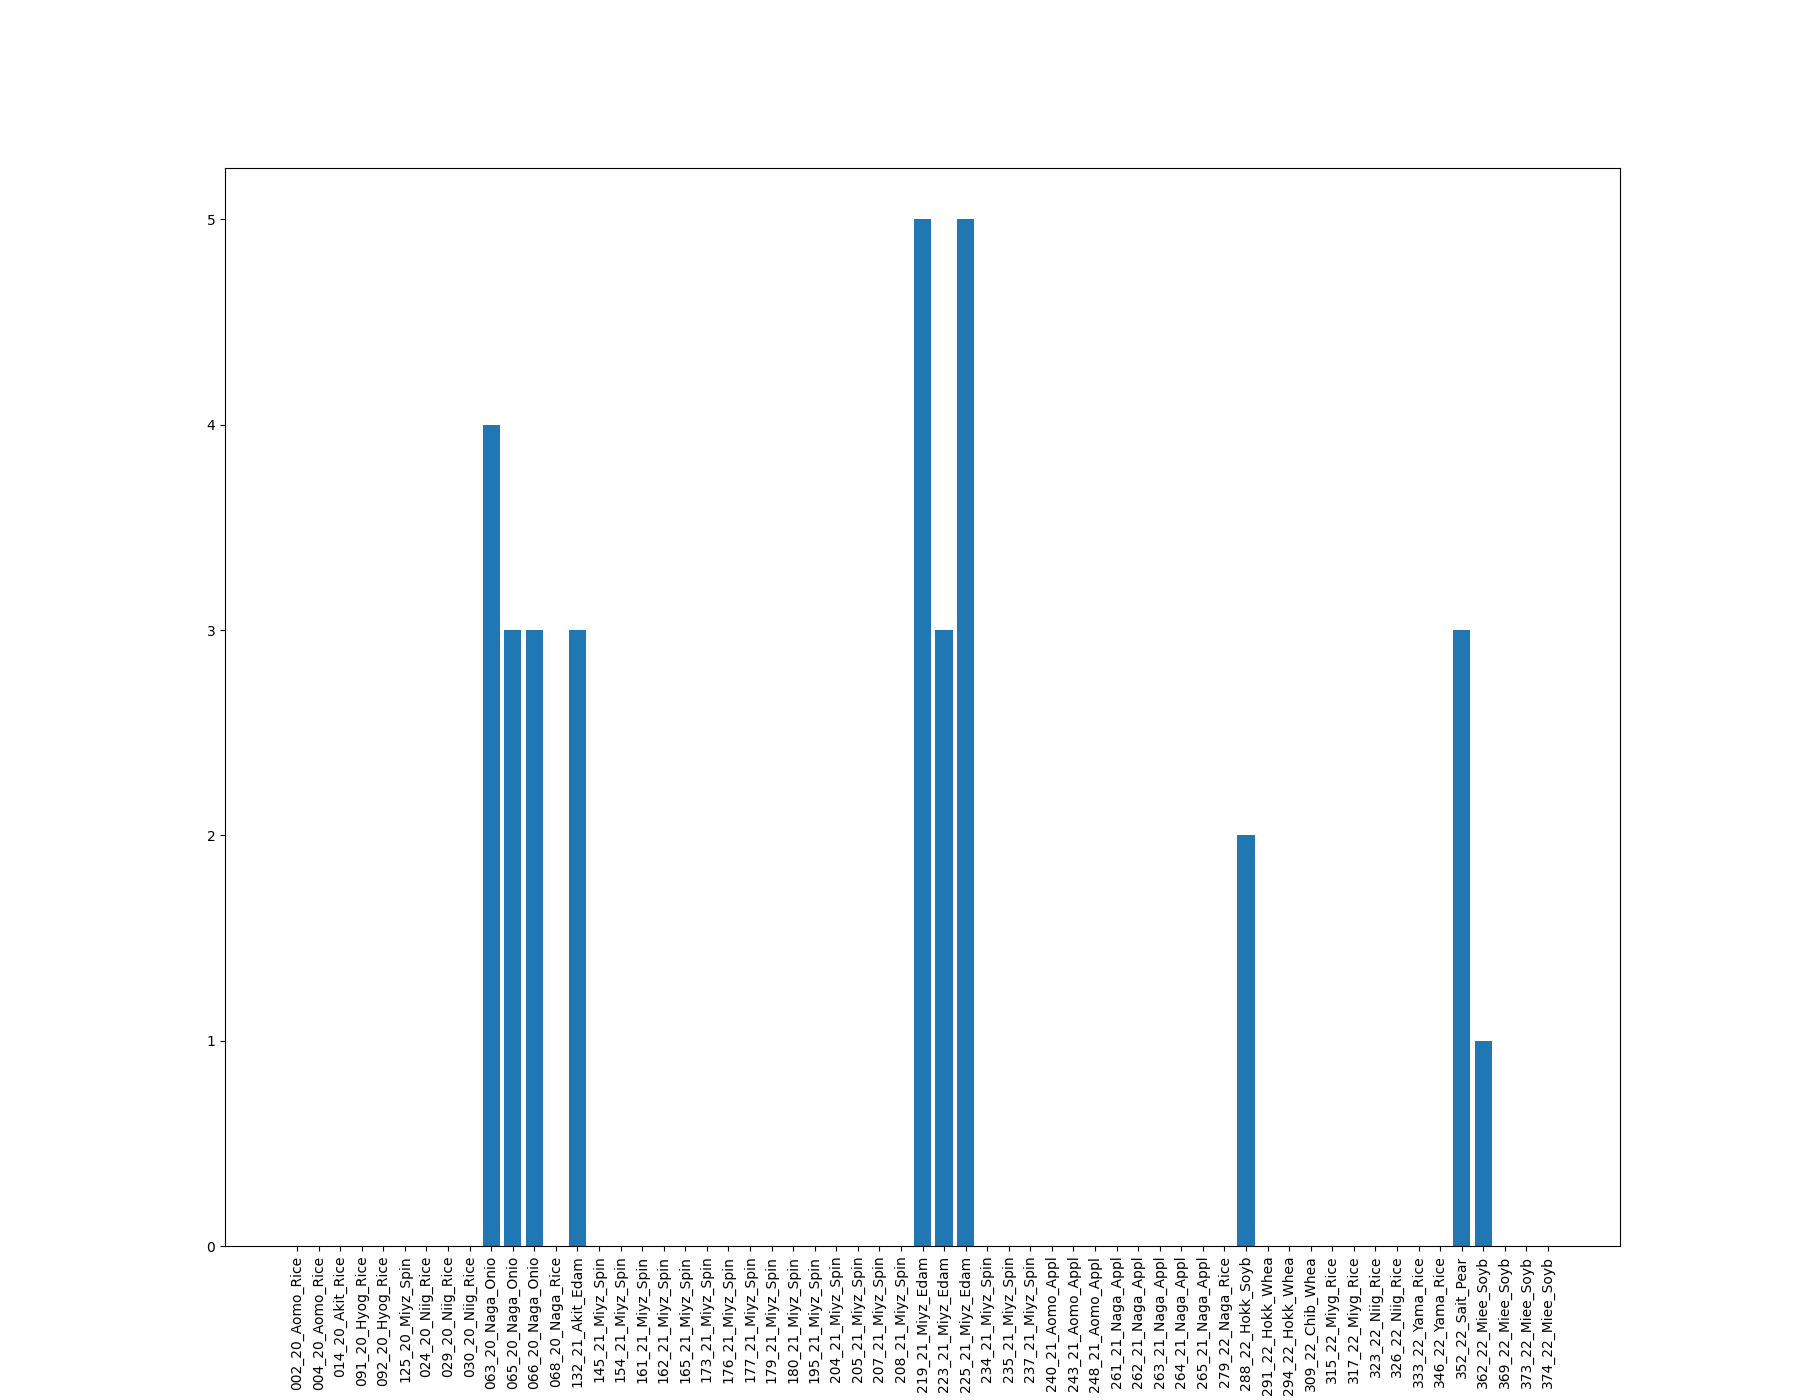 5
4
3
2
1
0
002_20_Aomo_Rice
004_20_Aomo_Rice
014_20_Akit_Rice
091_20_Hyog_Rice
092_20_Hyog_Rice
125_20_Miyz_Spin
024_20_Niig_Rice
029_20_Niig_Rice
030_20_Niig_Rice
063_20_Naga_Onio
065_20_Naga_Onio
066_20_Naga_Onio
068_20_Naga_Rice
132_21_Akit_Edam
145_21_Miyz_Spin
154_21_Miyz_Spin
161_21_Miyz_Spin
162_21_Miyz_Spin
165_21_Miyz_Spin
173_21_Miyz_Spin
176_21_Miyz_Spin
177_21_Miyz_Spin
179_21_Miyz_Spin
180_21_Miyz_Spin
195_21_Miyz_Spin
204_21_Miyz_Spin
205_21_Miyz_Spin
207_21_Miyz_Spin
208_21_Miyz_Spin
219_21_Miyz_Edam
223_21_Miyz_Edam
225_21_Miyz_Edam
234_21_Miyz_Spin
235_21_Miyz_Spin
237_21_Miyz_Spin
240_21_Aomo_Appl
243_21_Aomo_Appl
248_21_Aomo_Appl
261_21_Naga_Appl
262_21_Naga_Appl
263_21_Naga_Appl
264_21_Naga_Appl
265_21_Naga_Appl
279_22_Naga_Rice
288_22_Hokk_Soyb
291_22_Hokk_Whea
294_22_Hokk_Whea
309_22_Chib_Whea
315_22_Miyg_Rice
317_22_Miyg_Rice
323_22_Niig_Rice
326_22_Niig_Rice
333_22_Yama_Rice
346_22_Yama_Rice
352_22_Sait_Pear
362_22_Miee_Soyb
369_22_Miee_Soyb
373_22_Miee_Soyb
374_22_Miee_Soyb